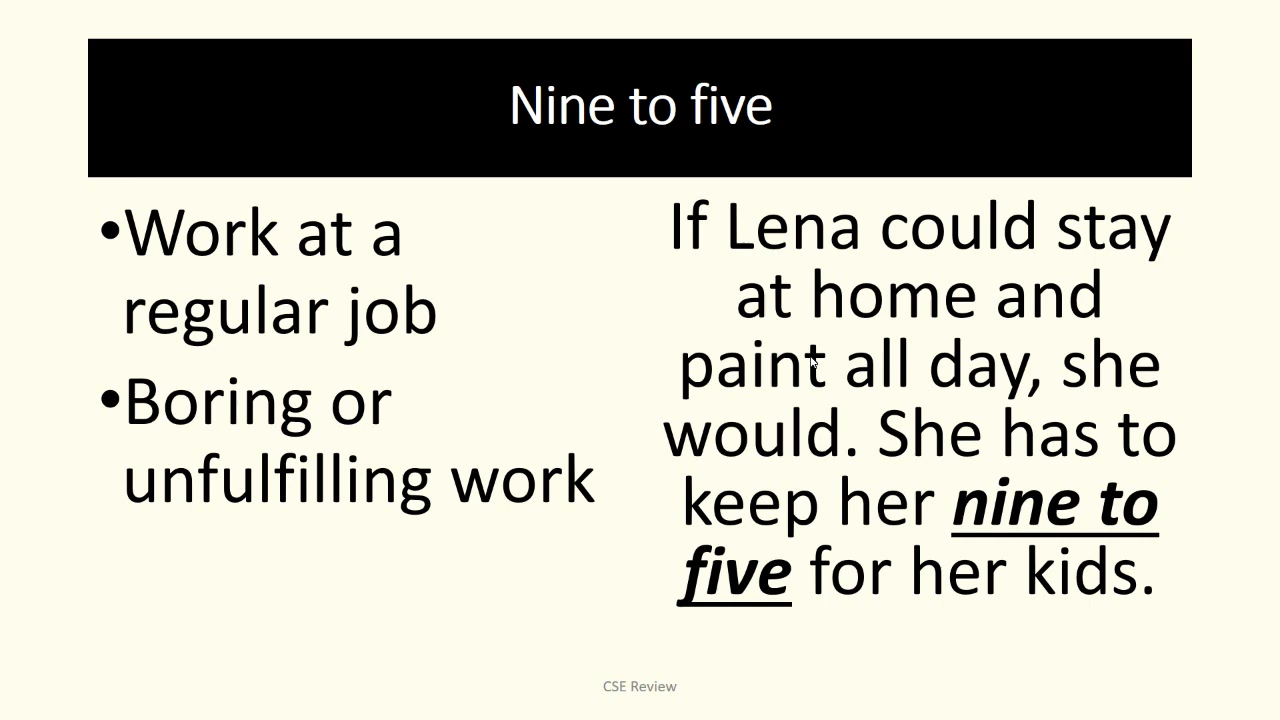 Nine to five
•Work at a
regular job
•Boring or
unfulfilling work
If Lena could stay
at home and
paint all day, she
would. She has to
keep her nine to
five for her kids.
CSE Review